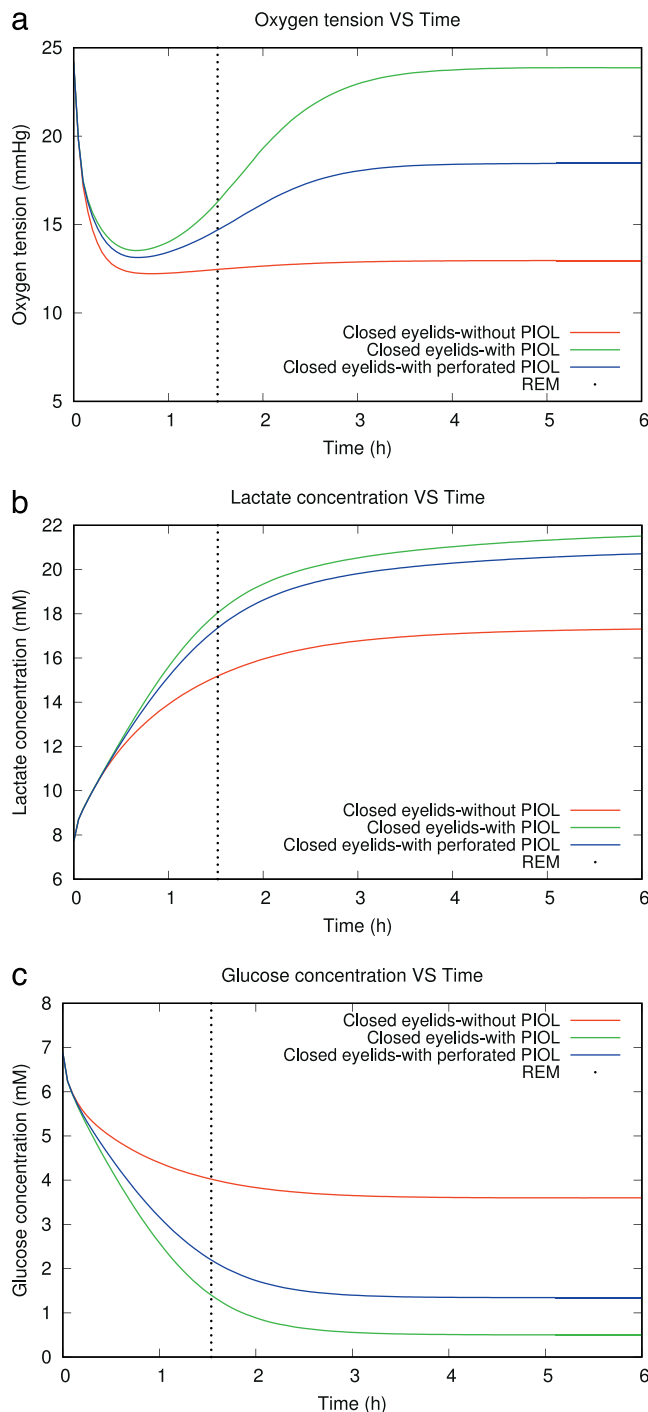 a
Oxygen tension VS Time
25
20
15
10
5
Oxygen tension (mmHg)
Closed eyelids-without PIOL
Closed eyelids-with PIOL
Closed eyelids-with perforated PIOL
REM
0 1 2 3 4 5 6
Time (h)
b
Lactate concentration VS Time
22
20
18
16
14
12
10
8
6
Lactate concentration (mM)
Closed eyelids-without PIOL
Closed eyelids-with PIOL
Closed eyelids-with perforated PIOL
REM
0 1 2 3 4 5 6
Time (h)
c
Glucose concentration VS Time
8
7
6
5
4
3
2
1
0
Glucose concentration (mM)
Closed eyelids-without PIOL
Closed eyelids-with PIOL
Closed eyelids-with perforated PIOL
REM
0 1 2 3 4 5 6
Time (h)